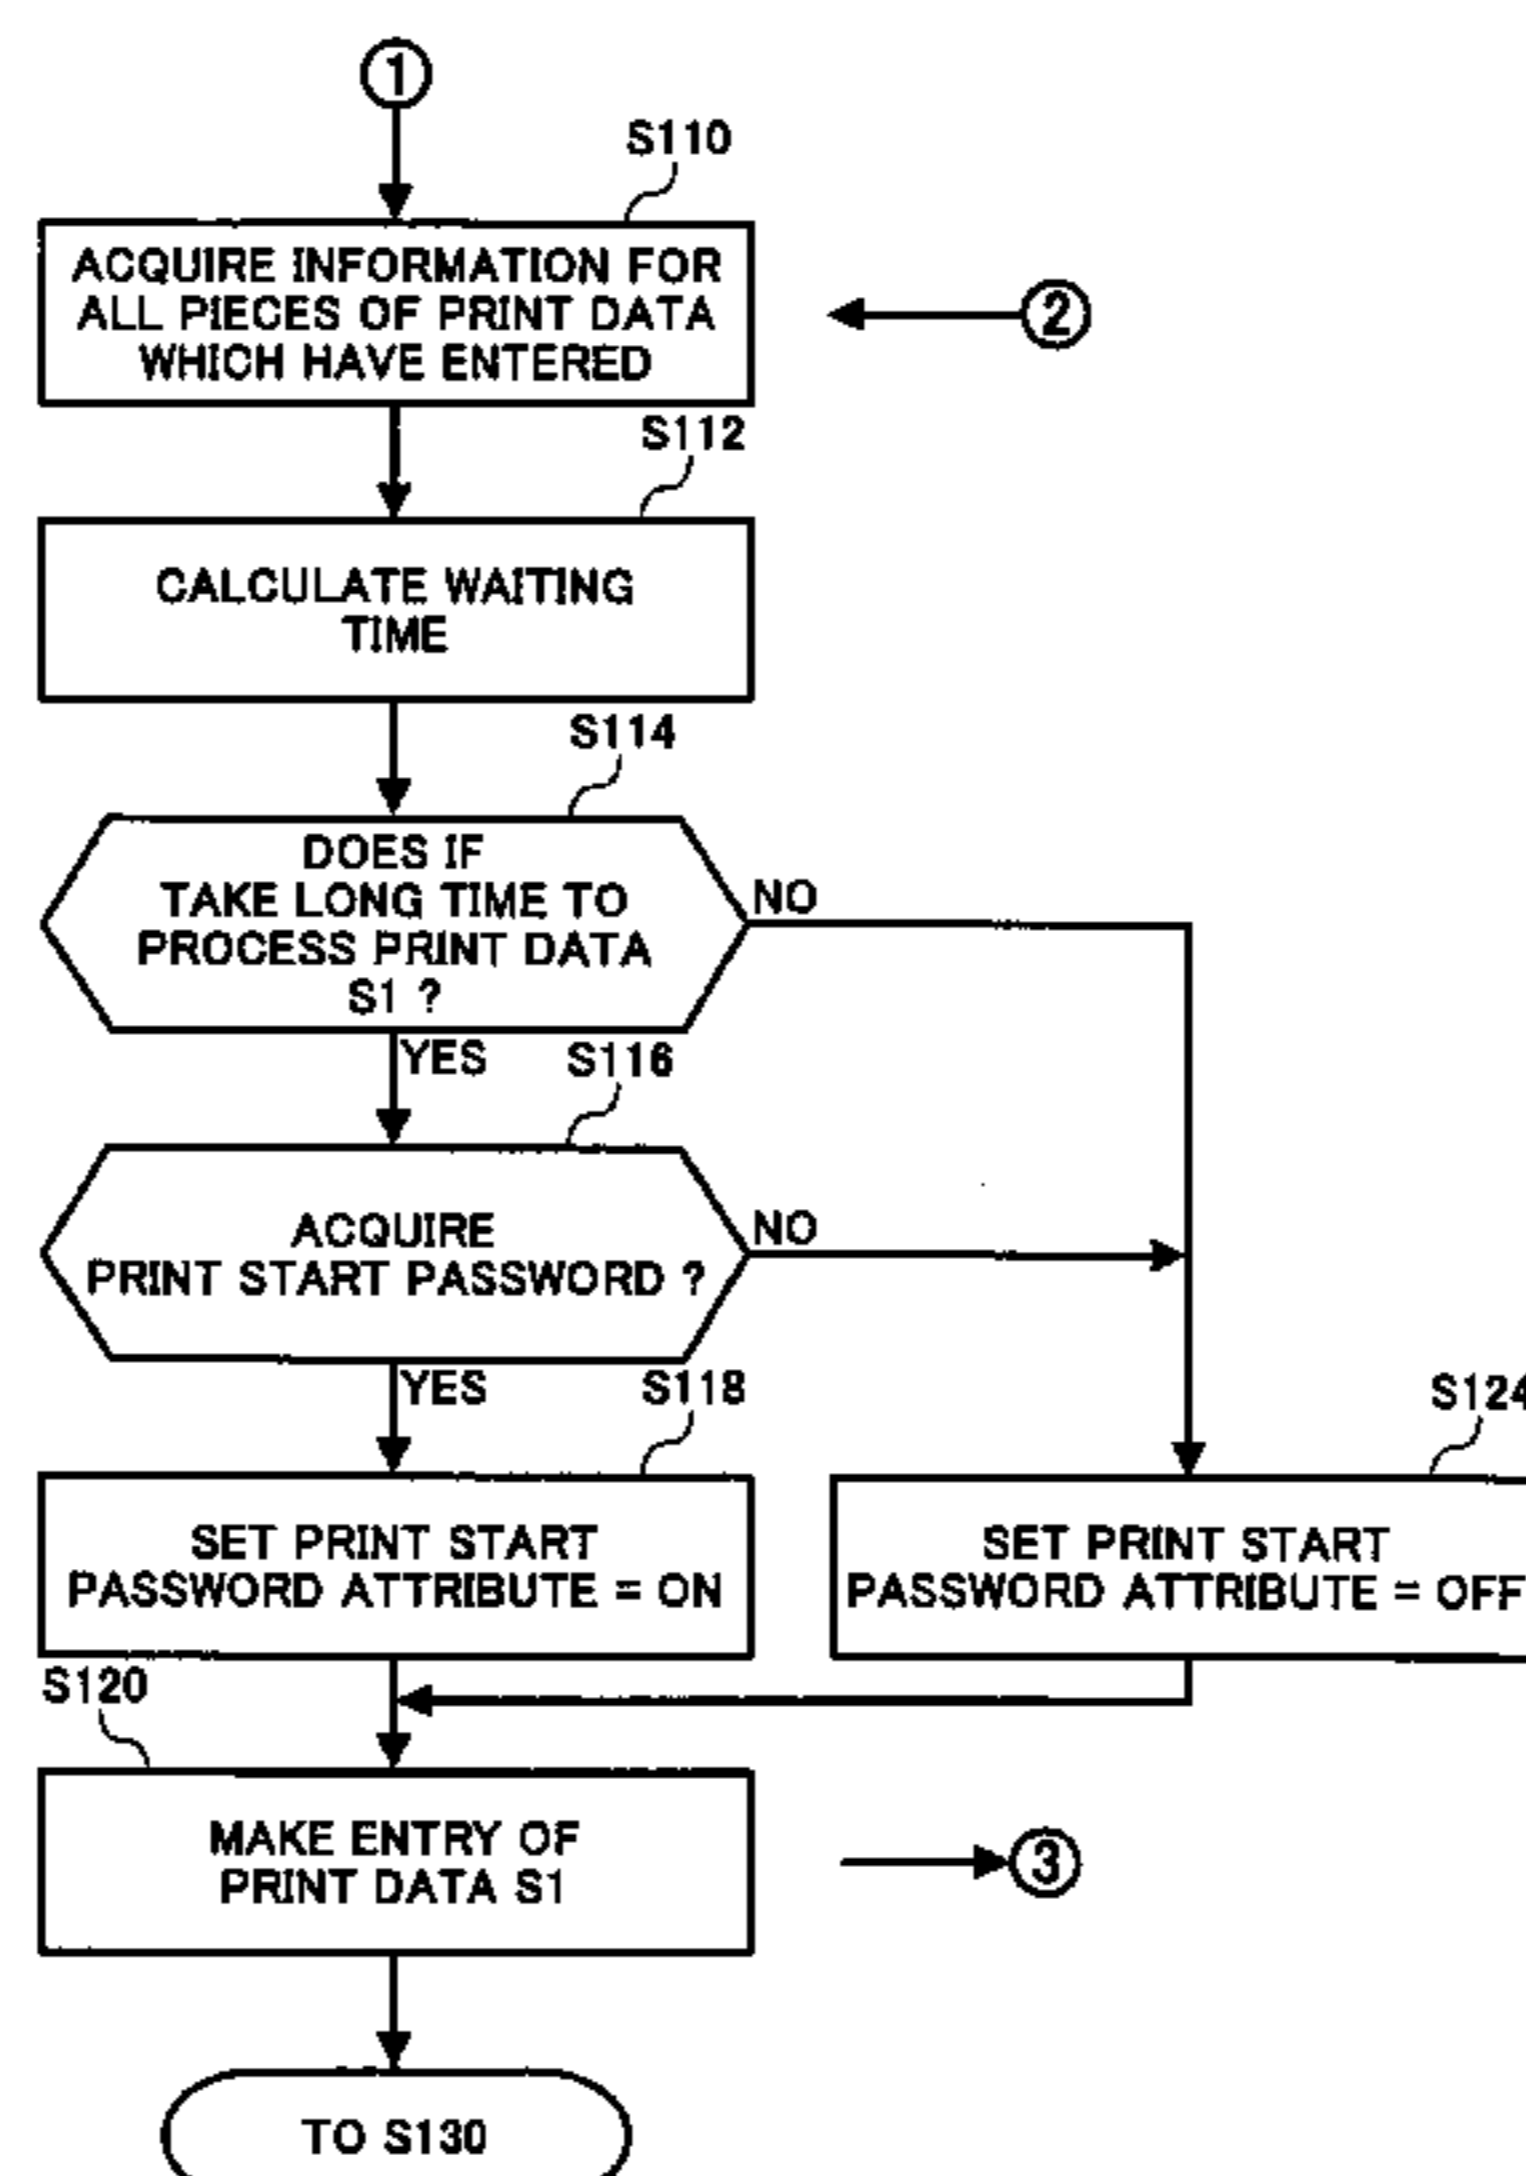 1
S110
ACQUIRE INFORMATION FOR
ALL PIECES OF PRINT DATA
WHICH HAVE ENTERED
2
S112
CALCULATE WAITING
TIME
S114
DOES IF
TAKE LONG TIME TO
PROCESS PRINT DATA
S1 ?
NO
YES
S116
ACQUIRE
PRINT START PASSWORD ?
NO
YES
S118
S124
SET PRINT START
PASSWORD ATTRIBUTE = ON
SET PRINT START
PASSWORD ATTRIBUTE = OFF
S120
MAKE ENTRY OF
PRINT DATA S1
3
TO S130